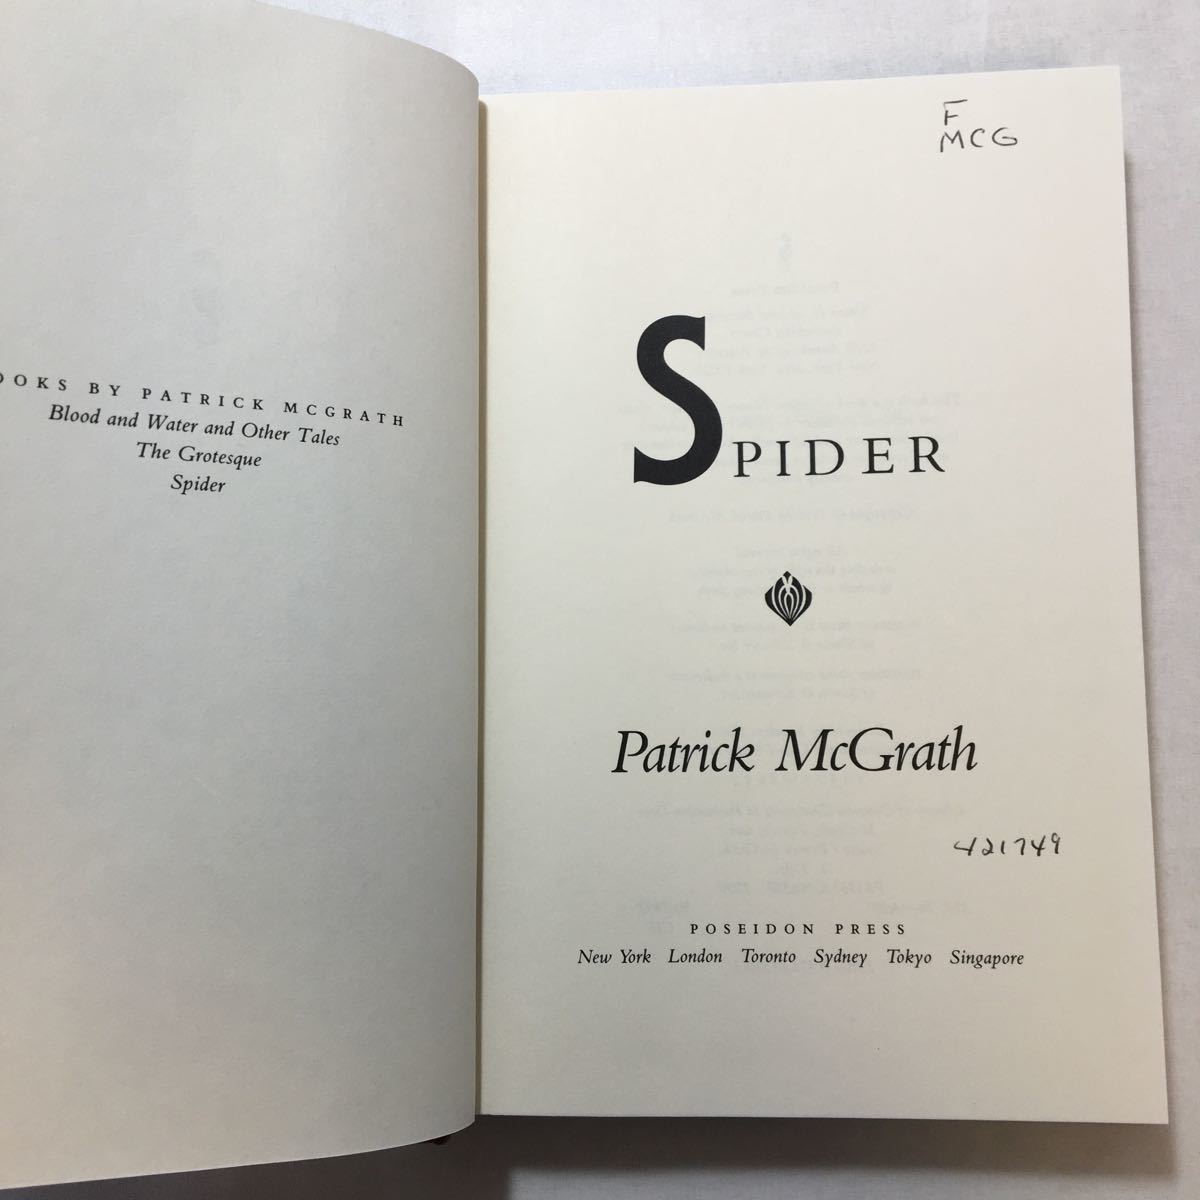 BY PATRICK MCGRATH
Blood and Water and Other Tales
The Grotesque
Spider
F
MCG
SPIDER
Patrick McGrath
421749
POSEIDON PRESS
New York London Toronto Sydney Tokyo Singapore